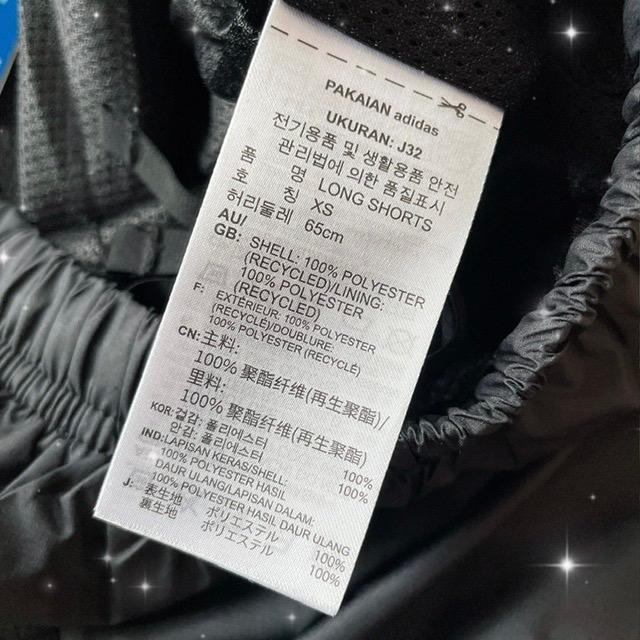 PAKAIAN adidas
UKURAN: J32
전기용품 및 생활용품 안전
관리법에 의한 품질표시
품 명 LONG SHORTS
호 칭 XS
허리둘레 65cm
AU/
GB: SHELL: 100% POLYESTER
(RECYCLED)/LINING:
100% POLYESTER
(RECYCLED)
F: EXTÉRIEUR: 100% POLYESTER
(RECYCLÉ)/DOUBLURE:
100% POLYESTER (RECYCLÉ)
CN: 主料:
100% 聚酯纤维(再生聚酯)/
里料:
100% 聚酯纤维(再生聚酯)
KOR: 겉감: 폴리에스터 100%
안감: 폴리에스터 100%
IND: LAPISAN KERAS/SHELL:
100% POLYESTER HASIL
DAUR ULANG/LAPISAN DALAM:
100% POLYESTER HASIL DAUR ULANG
J: 表生地 ポリエステル 100%
裏生地 ポリエステル 100%